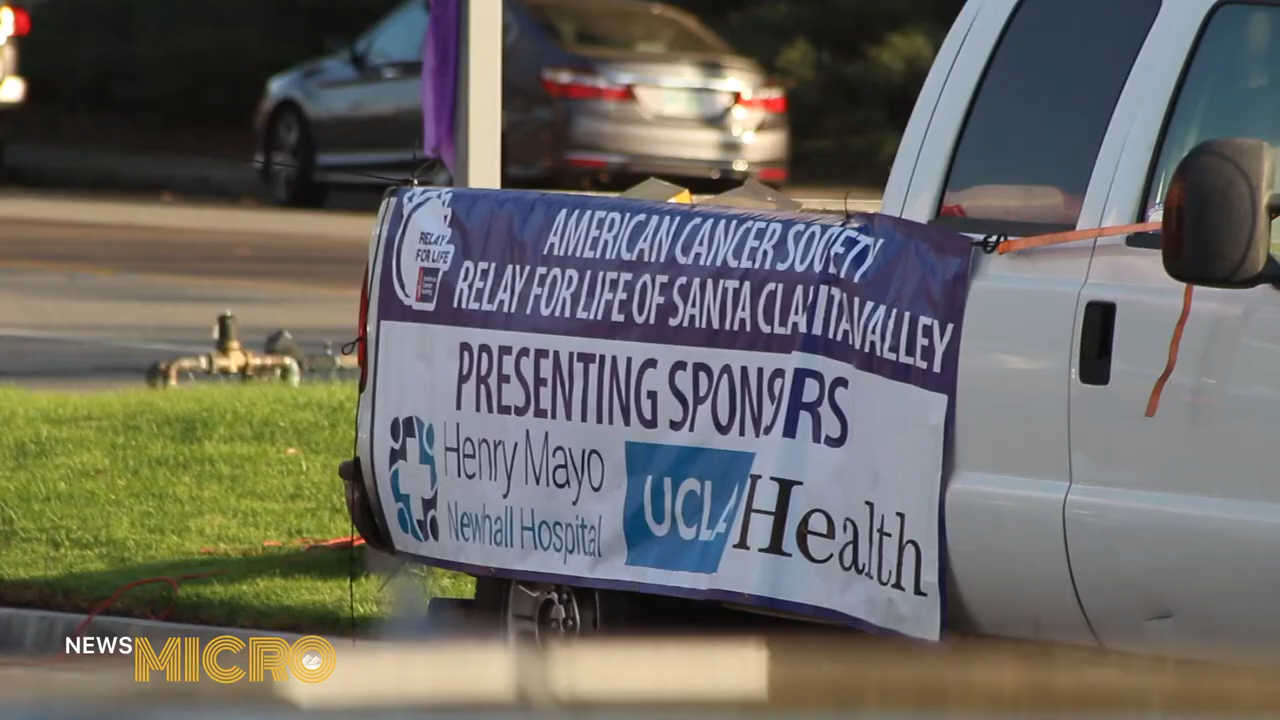 RELAY
FOR LIFE
AMERICAN CANCER SOCIETY
RELAY FOR LIFE OF SANTA CLARITA VALLEY
PRESENTING SPONSORS
Henry Mayo
Newhall Hospital
UCLA Health
NEWS MICRO